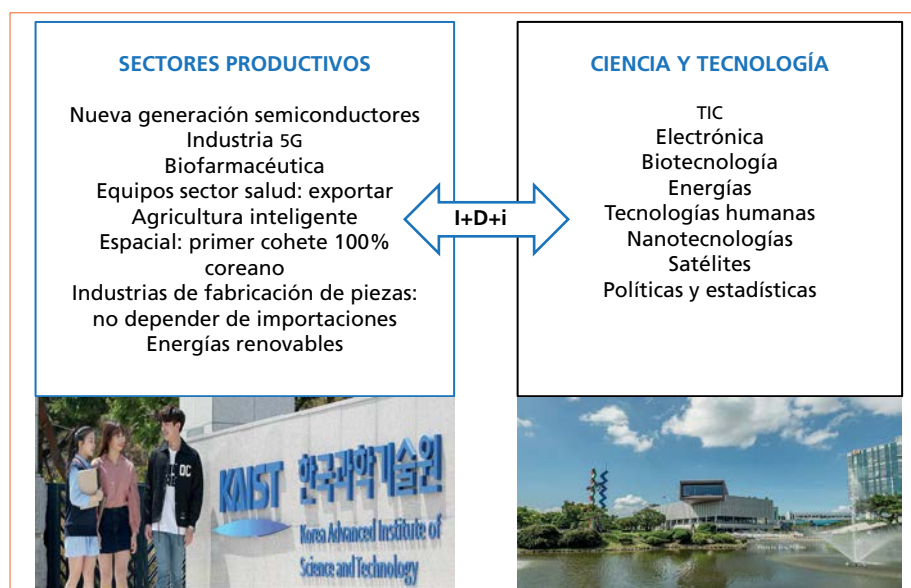 SECTORES PRODUCTIVOS
Nueva generación semiconductores
Industria 5G
Biofarmacéutica
Equipos sector salud: exportar
Agricultura inteligente
Espacial: primer cohete 100%
coreano
Industrias de fabricación de piezas:
no depender de importaciones
Energías renovables
I+D+i
CIENCIA Y TECNOLOGÍA
TIC
Electrónica
Biotecnología
Energías
Tecnologías humanas
Nanotecnologías
Satélites
Políticas y estadísticas
OC
KAIST 한국과학기술원
Korea Advanced Institute of
Science and Technology